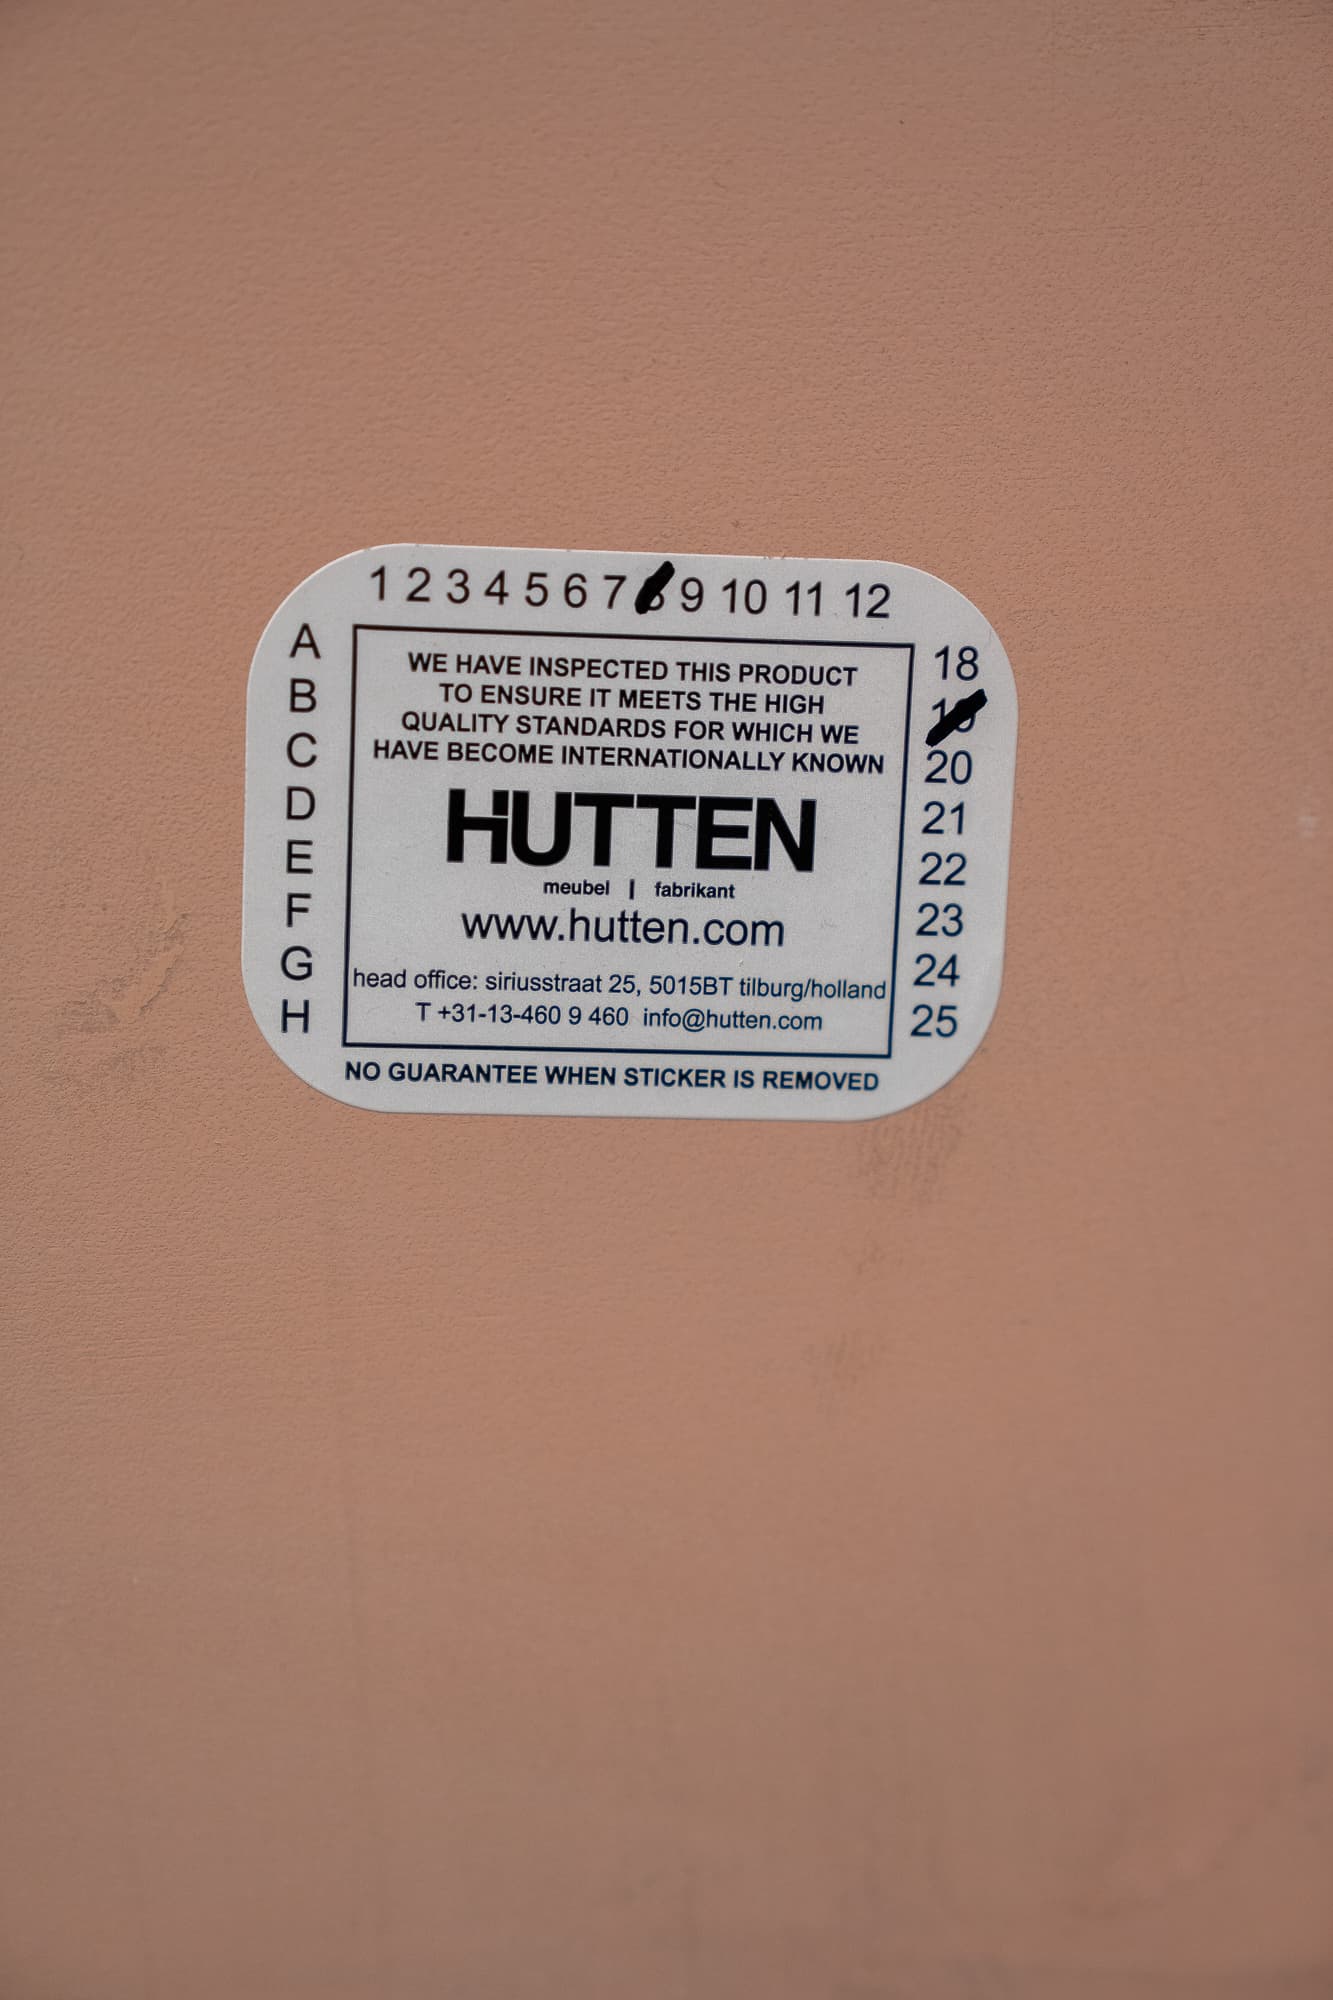 1 2 3 4 5 6 7 8 9 10 11 12
A
B
C
D
E
F
G
H
WE HAVE INSPECTED THIS PRODUCT
TO ENSURE IT MEETS THE HIGH
QUALITY STANDARDS FOR WHICH WE
HAVE BECOME INTERNATIONALLY KNOWN
HUTTEN
meubel | fabrikant
www.hutten.com
head office: siriusstraat 25, 5015BT tilburg/holland
T +31-13-460 9 460 info@hutten.com
18
19
20
21
22
23
24
25
NO GUARANTEE WHEN STICKER IS REMOVED